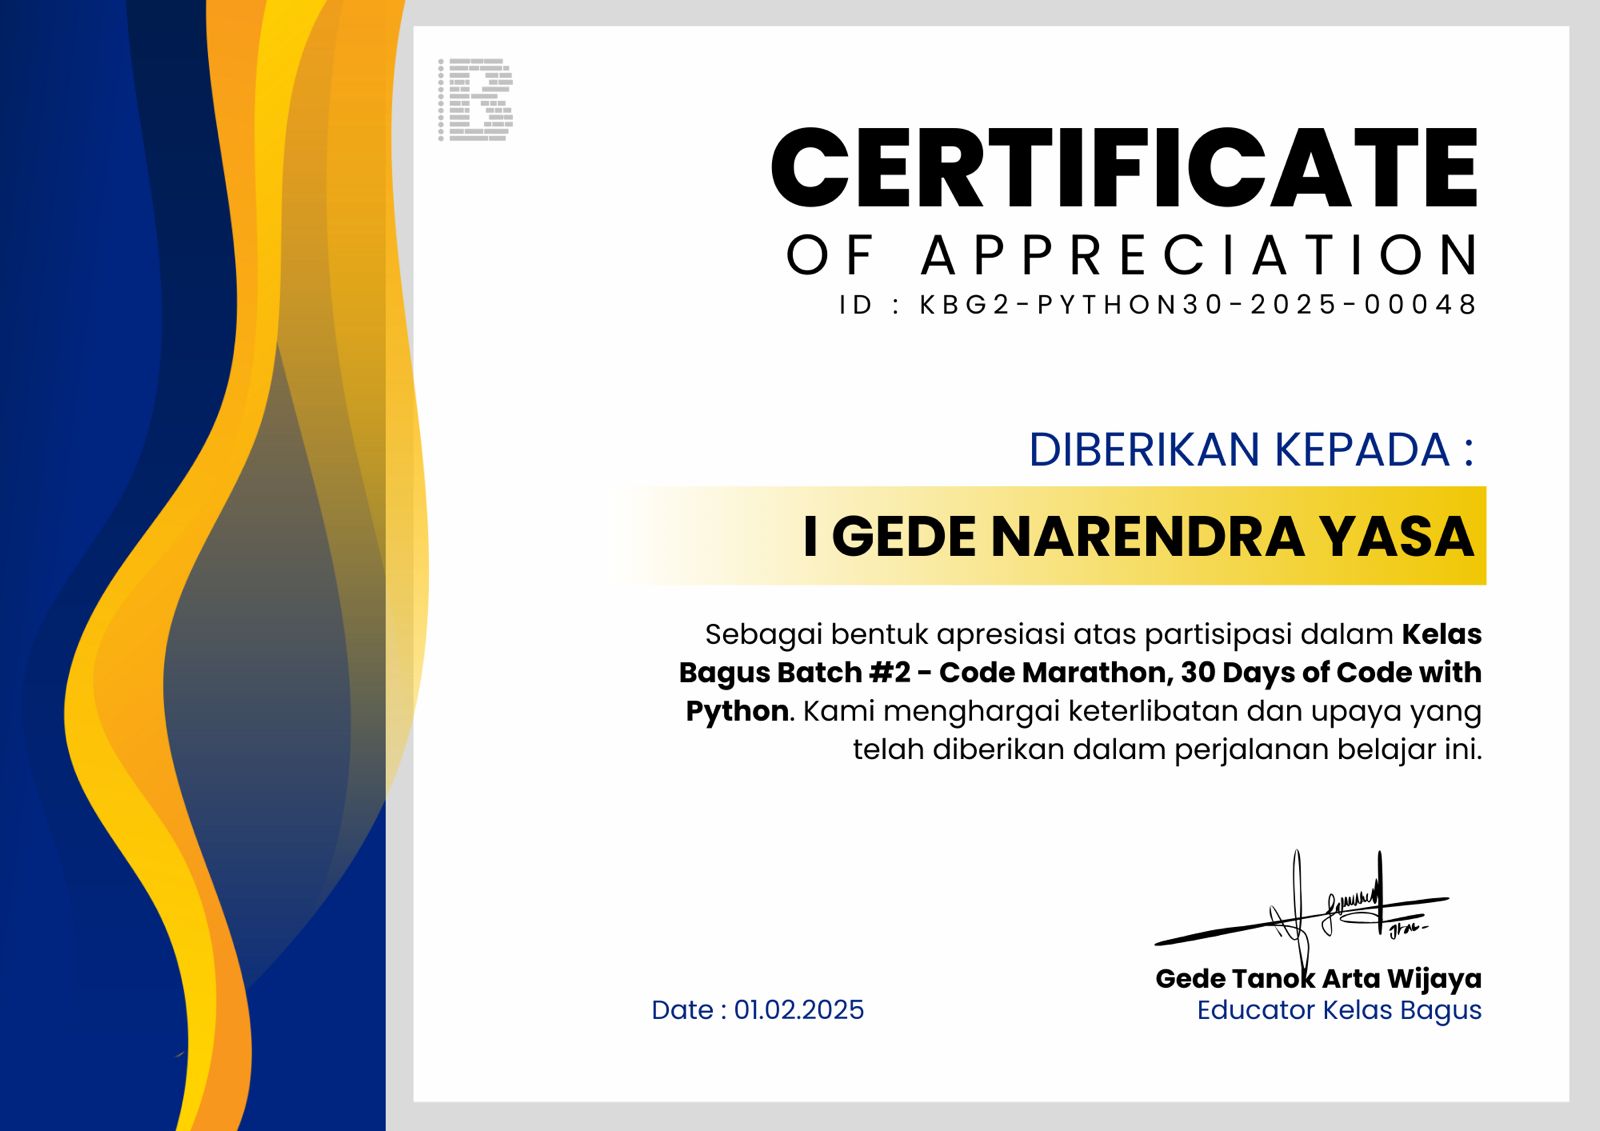 CERTIFICATE
OF APPRECIATION
ID : KBG2-PYTHON30-2025-00048
DIBERIKAN KEPADA :
I GEDE NARENDRA YASA
Sebagai bentuk apresiasi atas partisipasi dalam Kelas
Bagus Batch #2 - Code Marathon, 30 Days of Code with
Python. Kami menghargai keterlibatan dan upaya yang
telah diberikan dalam perjalanan belajar ini.
Gede Tanok Arta Wijaya
Date : 01.02.2025
Educator Kelas Bagus